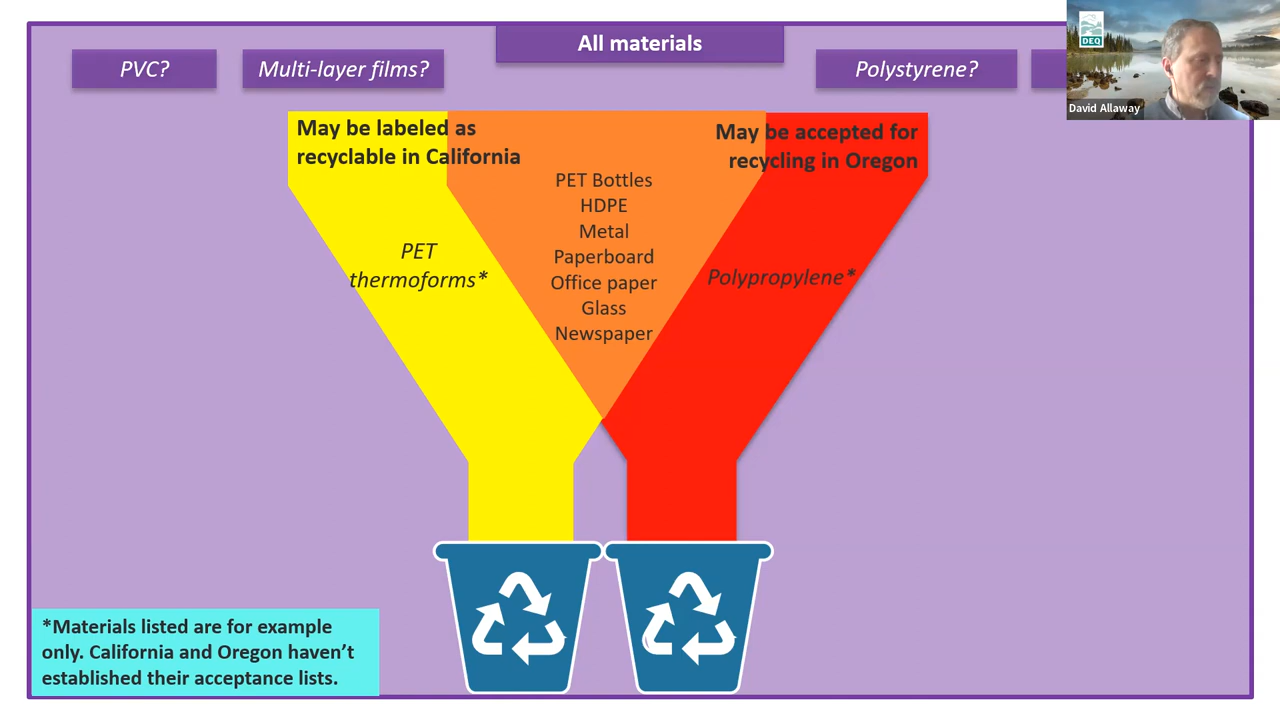 All materials
PVC?
Multi-layer films?
Polystyrene?
DEQ
David Allaway
May be labeled as
recyclable in California
May be accepted for
recycling in Oregon
PET Bottles
HDPE
Metal
Paperboard
Office paper
Glass
Newspaper
PET
thermoforms*
Polypropylene*
*Materials listed are for example
only. California and Oregon haven't
established their acceptance lists.